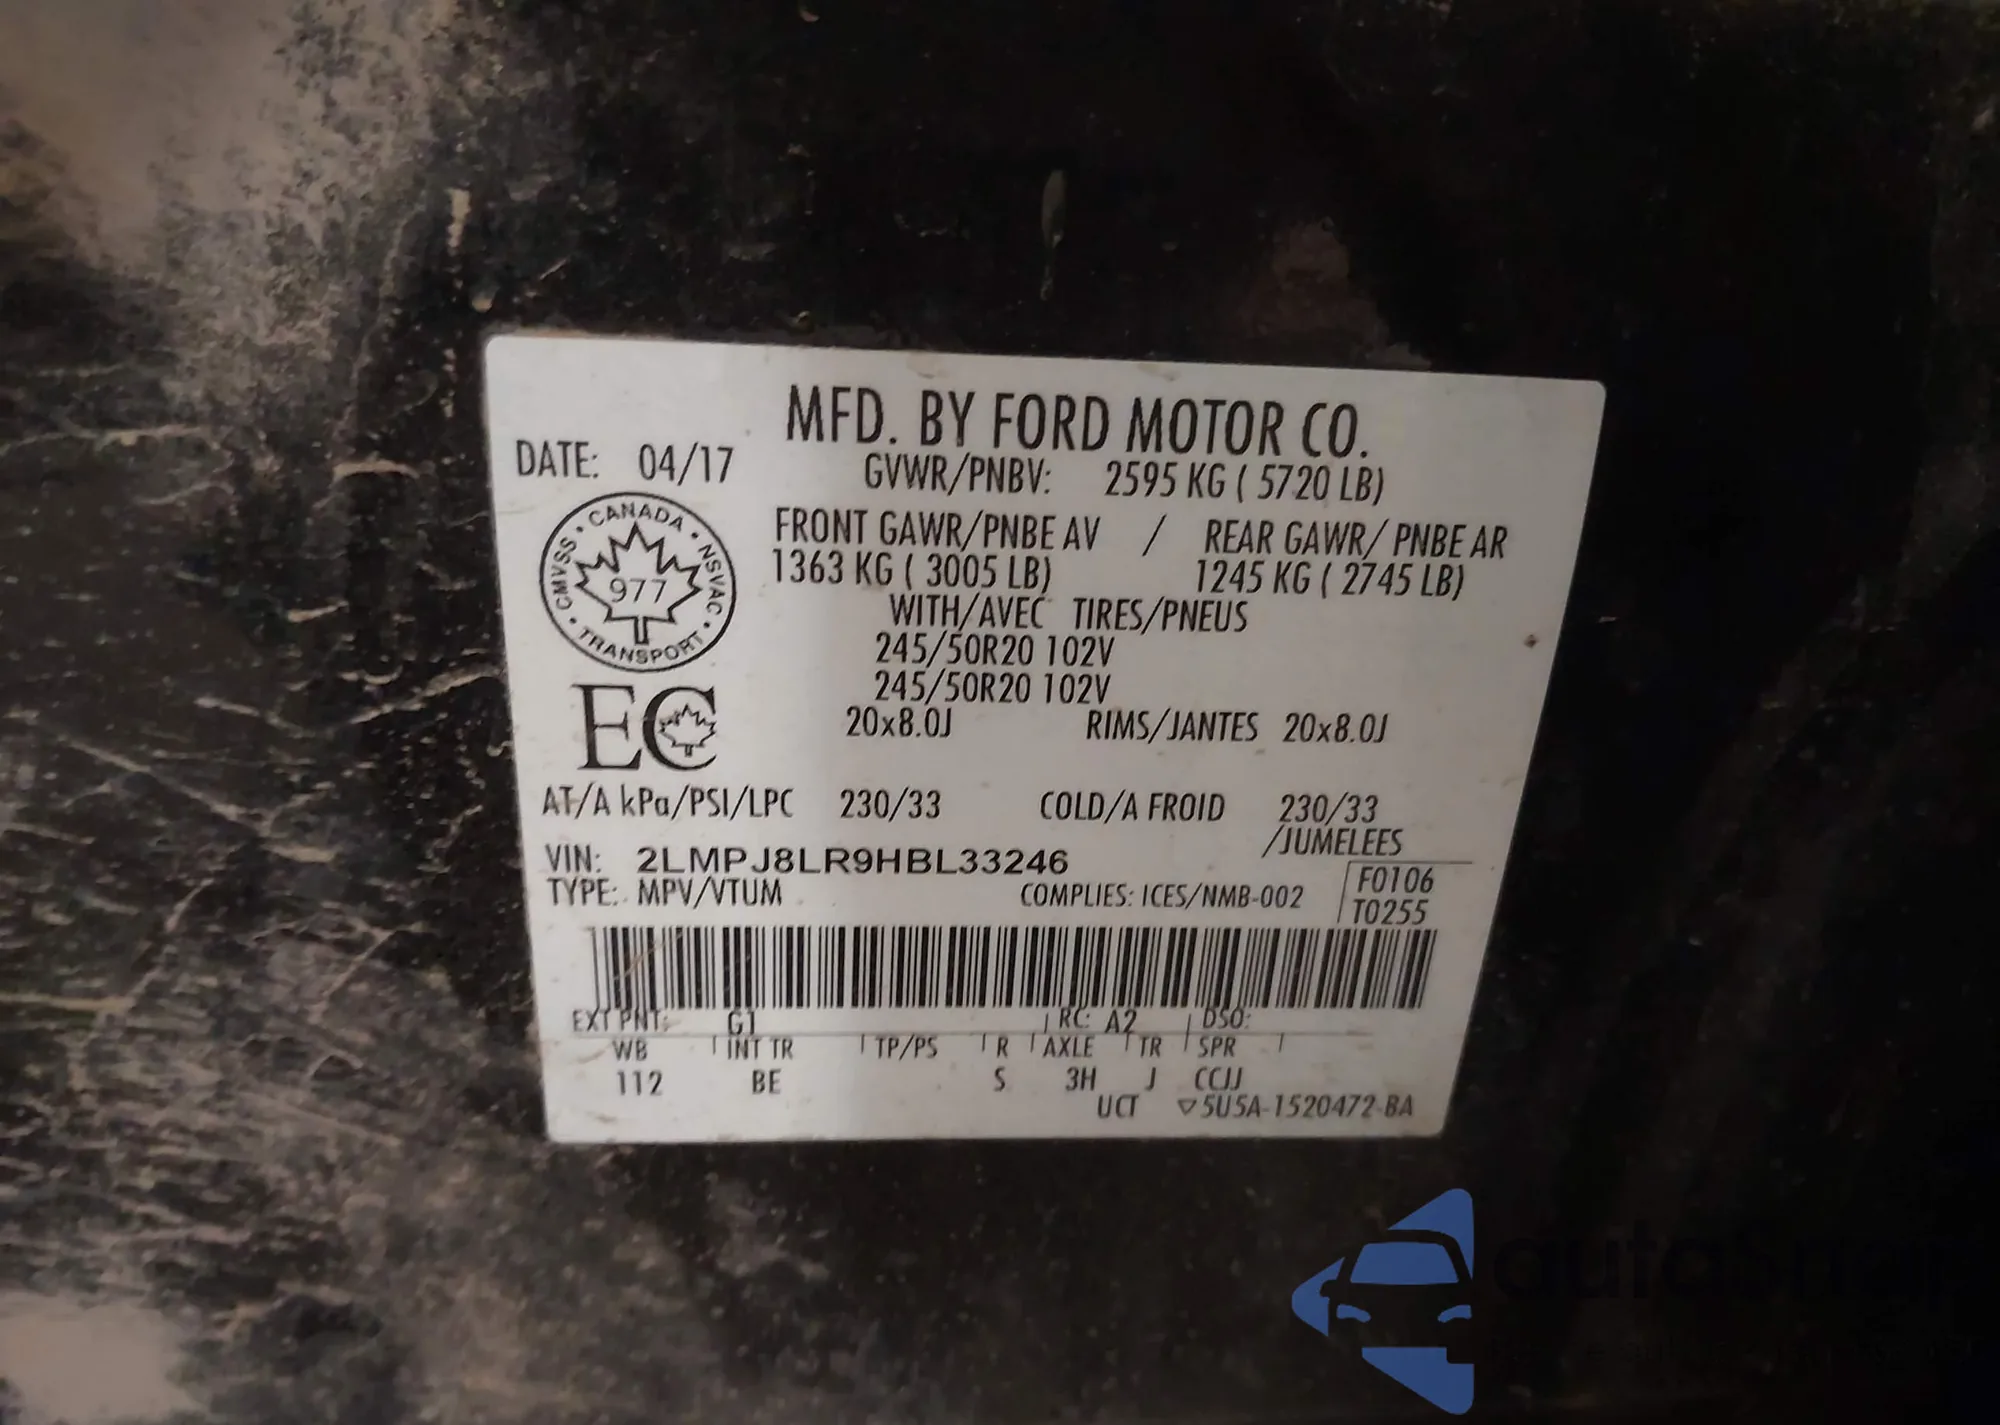 MFD. BY FORD MOTOR CO.
DATE: 04/17
GVWR/PNBV: 2595 KG ( 5720 LB)
FRONT GAWR/PNBE AV / REAR GAWR/ PNBE AR
1363 KG ( 3005 LB) 1245 KG ( 2745 LB)
WITH/AVEC TIRES/PNEUS
245/50R20 102V
245/50R20 102V
20x8.0J RIMS/JANTES 20x8.0J
CANADA • NSVAC • TRANSPORT • CMVSS •
977
EC
AT/A kPa/PSI/LPC 230/33 COLD/A FROID 230/33
/JUMELEES
VIN: 2LMPJ8LR9HBL33246
TYPE: MPV/VTUM COMPLIES: ICES/NMB-002
F0106
T0255
EXT PNT: G1 RC: A2 DSO:
WB INT TR TP/PS R AXLE TR SPR
112 BE S 3H J CCJJ
UCT ▽5U5A-1520472-BA